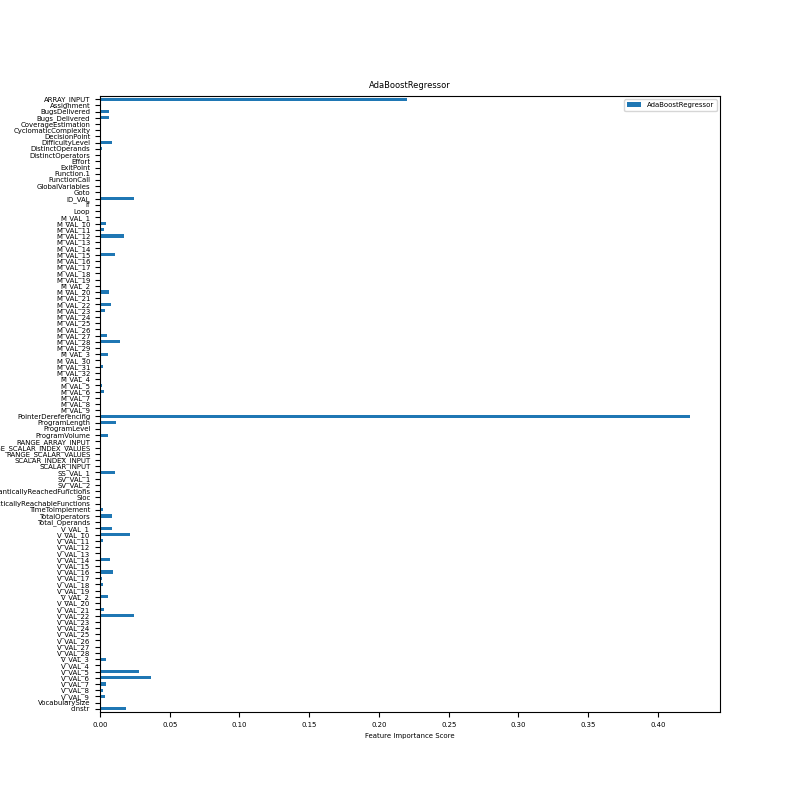 AdaBoostRegressor
AdaBoostRegressor
ARRAY_INPUT
Assignment
BugsDelivered
Bugs_Delivered
CoverageEstimation
CyclomaticComplexity
DecisionPoint
DifficultyLevel
DistinctOperands
DistinctOperators
Effort
ExitPoint
Function.1
FunctionCall
GlobalVariables
Goto
ID_VAL
If
Loop
M_VAL_1
M_VAL_10
M_VAL_11
M_VAL_12
M_VAL_13
M_VAL_14
M_VAL_15
M_VAL_16
M_VAL_17
M_VAL_18
M_VAL_19
M_VAL_2
M_VAL_20
M_VAL_21
M_VAL_22
M_VAL_23
M_VAL_24
M_VAL_25
M_VAL_26
M_VAL_27
M_VAL_28
M_VAL_29
M_VAL_3
M_VAL_30
M_VAL_31
M_VAL_32
M_VAL_4
M_VAL_5
M_VAL_6
M_VAL_7
M_VAL_8
M_VAL_9
PointerDereferencing
ProgramLength
ProgramLevel
ProgramVolume
RANGE_ARRAY_INPUT
E_SCALAR_INDEX_VALUES
RANGE_SCALAR_VALUES
SCALAR_INDEX_INPUT
SCALAR_INPUT
SS_VAL_1
SV_VAL_1
SV_VAL_2
anticallyReachedFunctions
Sloc
ticallyReachableFunctions
TimeToImplement
TotalOperators
Total_Operands
V_VAL_1
V_VAL_10
V_VAL_11
V_VAL_12
V_VAL_13
V_VAL_14
V_VAL_15
V_VAL_16
V_VAL_17
V_VAL_18
V_VAL_19
V_VAL_2
V_VAL_20
V_VAL_21
V_VAL_22
V_VAL_23
V_VAL_24
V_VAL_25
V_VAL_26
V_VAL_27
V_VAL_28
V_VAL_3
V_VAL_4
V_VAL_5
V_VAL_6
V_VAL_7
V_VAL_8
V_VAL_9
VocabularySize
cinstr
0.00 0.05 0.10 0.15 0.20 0.25 0.30 0.35 0.40
Feature Importance Score